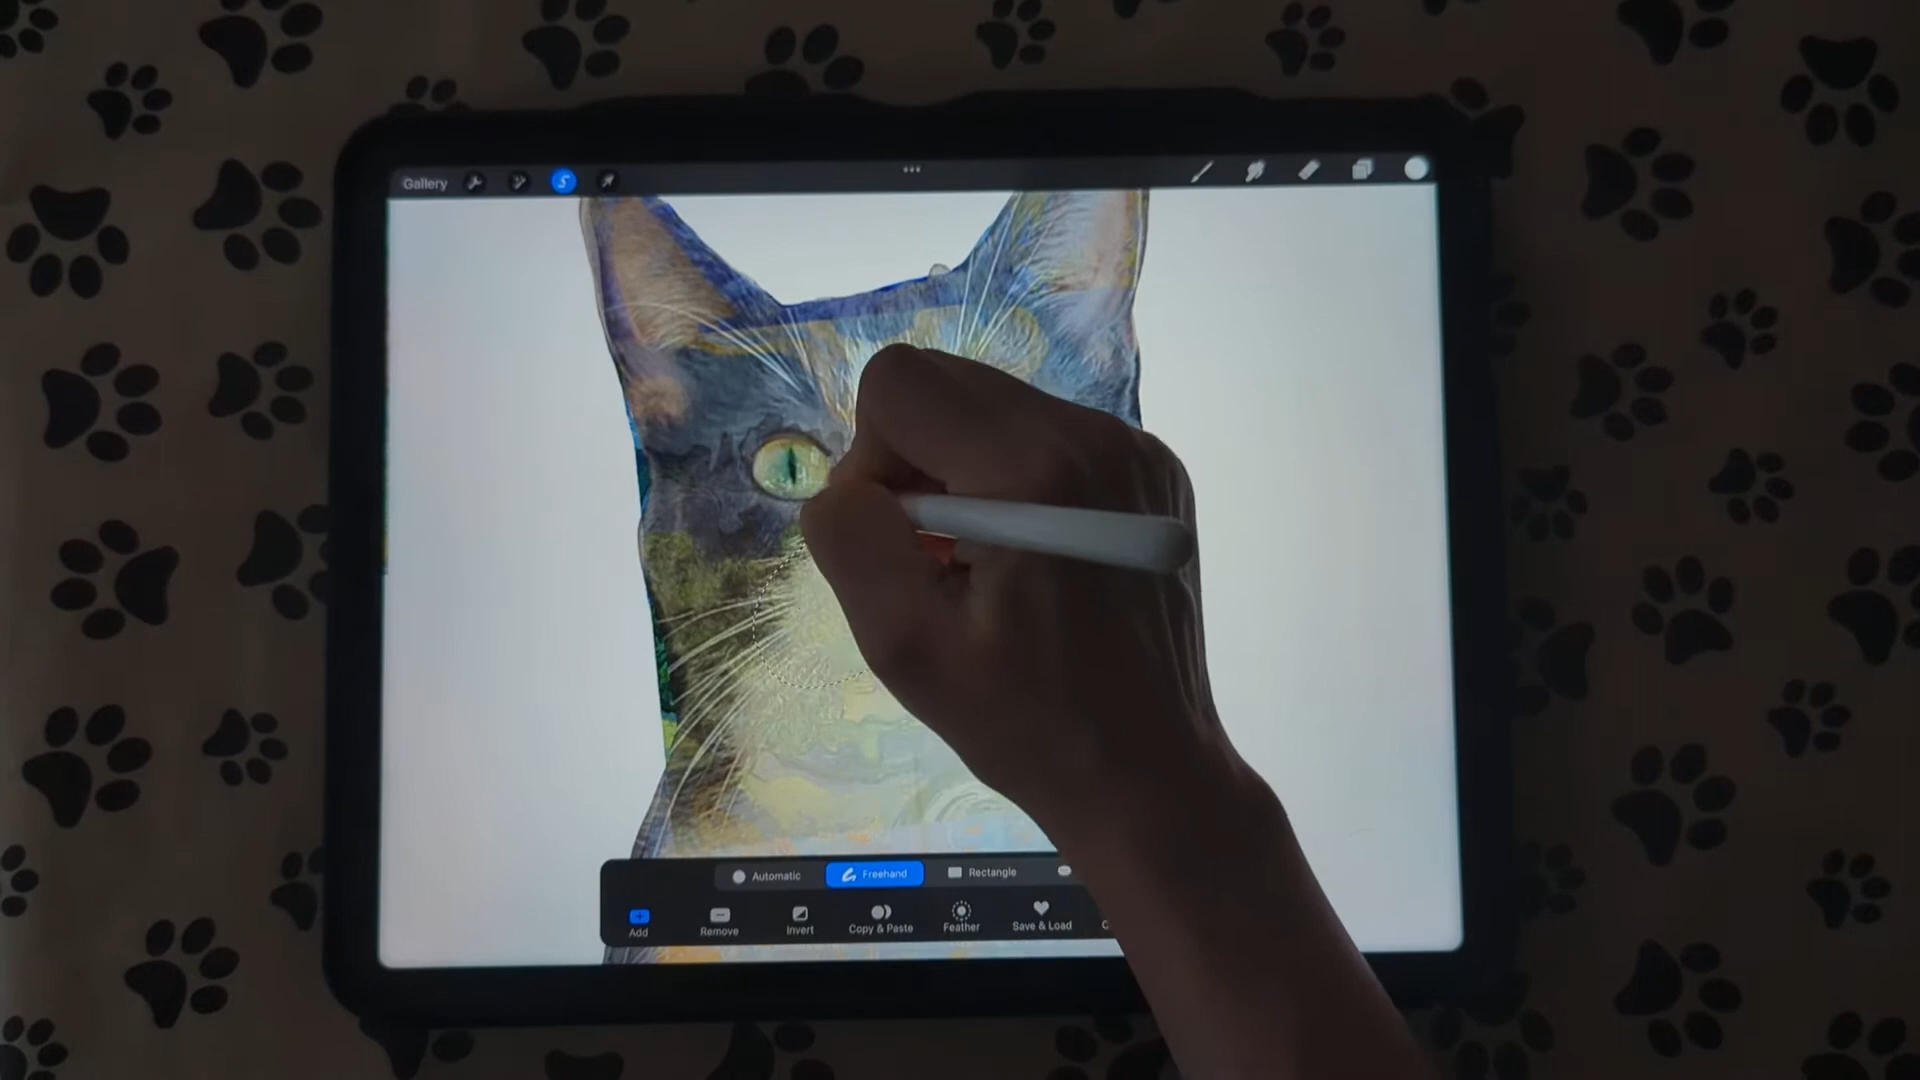 Gallery
Automatic
Freehand
Rectangle
Add
Remove
Invert
Copy & Paste
Feather
Save & Load